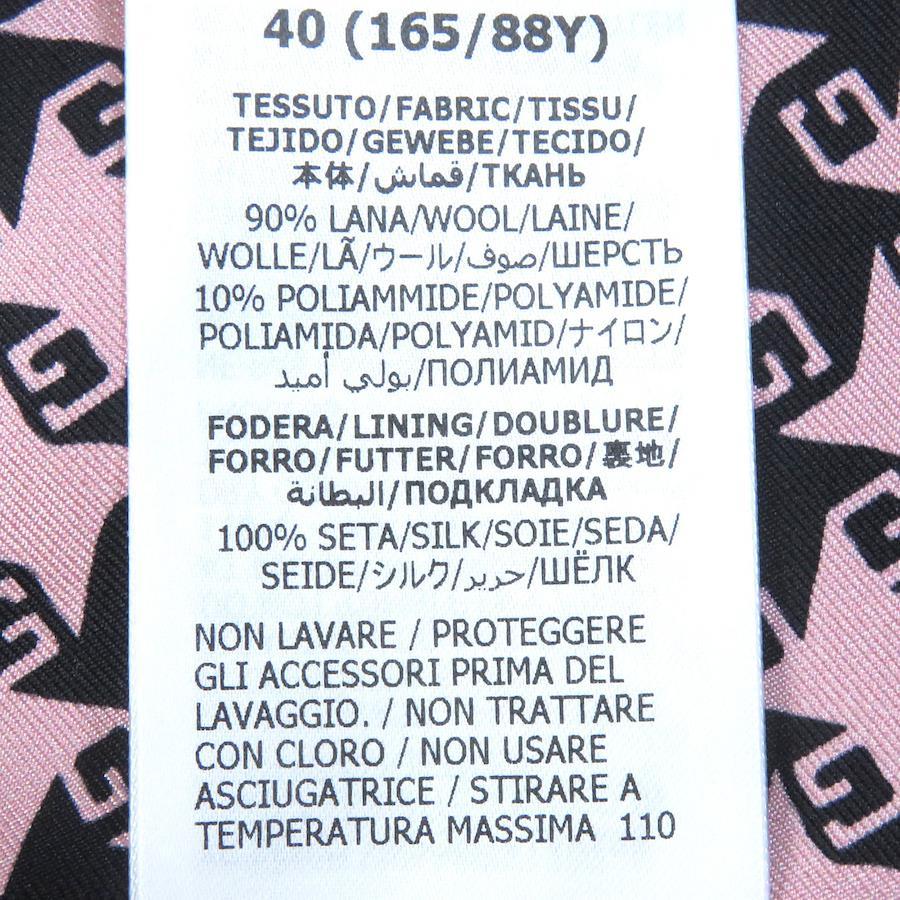 40 (165/88Y)
TESSUTO/FABRIC/TISSU/
TEJIDO/GEWEBE/TECIDO/
本体/قماش/ТКАНЬ
90% LANA/WOOL/LAINE/
WOLLE/LÃ/ウール/صوف/ШЕРСТЬ
10% POLIAMMIDE/POLYAMIDE/
POLIAMIDA/POLYAMID/ナイロン/
بولي أميد/ПОЛИАМИД
FODERA/LINING/DOUBLURE/
FORRO/FUTTER/FORRO/裏地/
البطانة/ПОДКЛАДКА
100% SETA/SILK/SOIE/SEDA/
SEIDE/シルク/حرير/ШЁЛК
NON LAVARE / PROTEGGERE
GLI ACCESSORI PRIMA DEL
LAVAGGIO. / NON TRATTARE
CON CLORO / NON USARE
ASCIUGATRICE / STIRARE A
TEMPERATURA MASSIMA 110